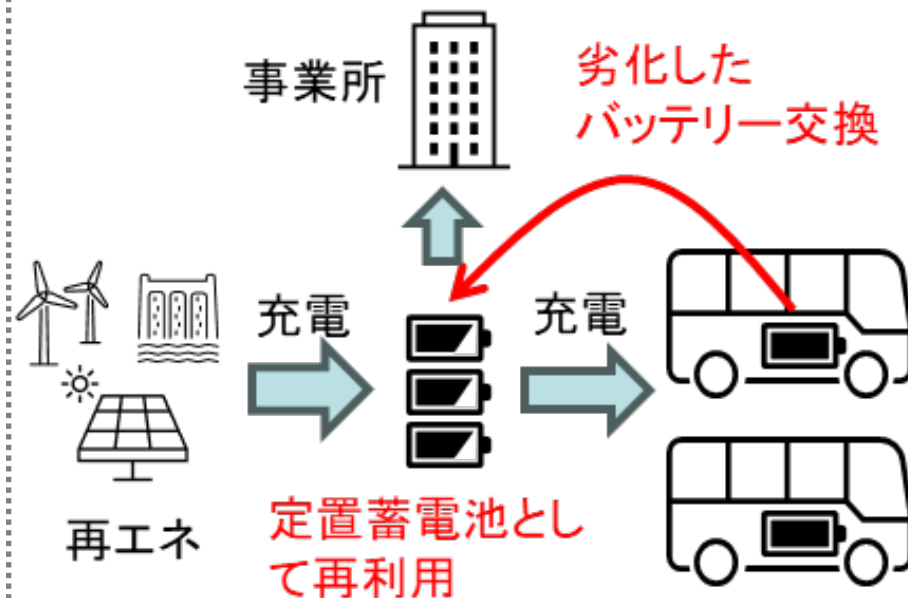 事業所
劣化した
バッテリー交換
充電
充電
再エネ
定置蓄電池とし
て再利用